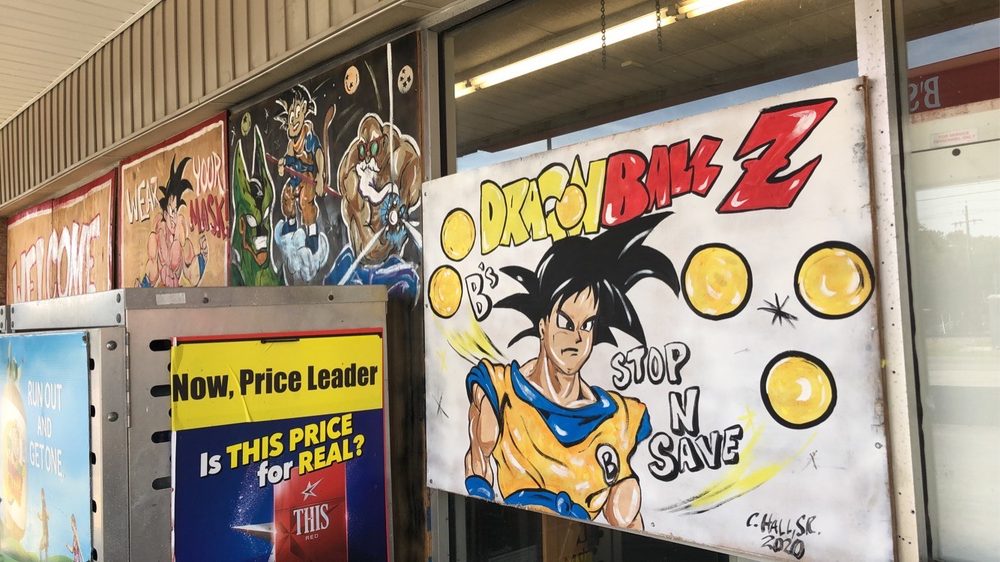 WELCOME
WEAR YOUR
MASK
DRAGON BALL Z
B's
STOP
N
SAVE
B
C. HALL, SR.
2020
Now, Price Leader
Is THIS PRICE
for REAL?
THIS
RED
RUN OUT
AND
GET ONE.
B'S